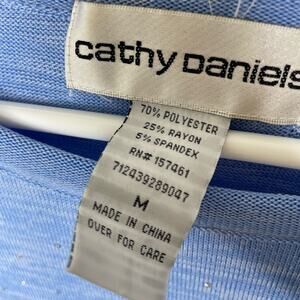 cathy Daniels
70% POLYESTER
25% RAYON
5% SPANDEX
RN# 157461
712439289047
M
MADE IN CHINA
OVER FOR CARE